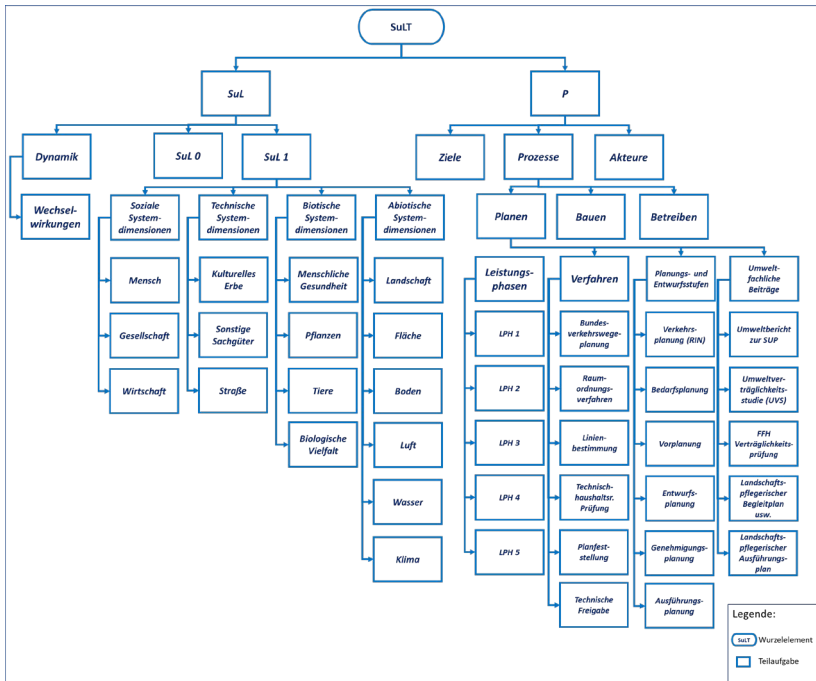 SuLT
SuL
P
Dynamik
SuL 0
SuL 1
Ziele
Prozesse
Akteure
Wechsel-
wirkungen
Soziale
System-
dimensionen
Technische
System-
dimensionen
Biotische
System-
dimensionen
Abiotische
System-
dimensionen
Planen
Bauen
Betreiben
Mensch
Gesellschaft
Wirtschaft
Kulturelles
Erbe
Sonstige
Sachgüter
Straße
Menschliche
Gesundheit
Pflanzen
Tiere
Biologische
Vielfalt
Landschaft
Fläche
Boden
Luft
Wasser
Klima
Leistungs-
phasen
LPH 1
LPH 2
LPH 3
LPH 4
LPH 5
Verfahren
Bundes-
verkehrswege-
planung
Raum-
ordnungs-
verfahren
Linien-
bestimmung
Technisch-
haushaltsr.
Prüfung
Planfest-
stellung
Technische
Freigabe
Planungs- und
Entwurfsstufen
Verkehrs-
planung (RIN)
Bedarfsplanung
Vorplanung
Entwurfs-
planung
Genehmigungs-
planung
Ausführungs-
planung
Umwelt-
fachliche
Beiträge
Umweltbericht
zur SUP
Umweltver-
träglichkeits-
studie (UVS)
FFH
Verträglichkeits-
prüfung
Landschafts-
pflegerischer
Begleitplan
usw.
Landschafts-
pflegerischer
Ausführungs-
plan
Legende:
SuLT Wurzelelement
Teilaufgabe